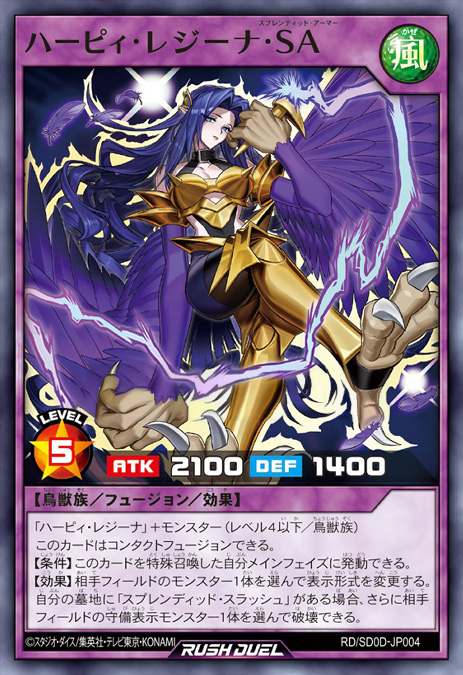 スプレンディッド・アーマー
ハーピィ・レジーナ・SA
かぜ
風
LEVEL
5
ATK 2100 DEF 1400
【鳥獣族／フュージョン／効果】
「ハーピィ・レジーナ」＋モンスター（レベル４以下／鳥獣族）
このカードはコンタクトフュージョンできる。
【条件】このカードを特殊召喚した自分メインフェイズに発動できる。
【効果】相手フィールドのモンスター1体を選んで表示形式を変更する。
自分の墓地に「スプレンディッド・スラッシュ」がある場合、さらに相手
フィールドの守備表示モンスター1体を選んで破壊できる。
©スタジオ・ダイス/集英社・テレビ東京・KONAMI RUSH DUEL RD/SD0D-JP004